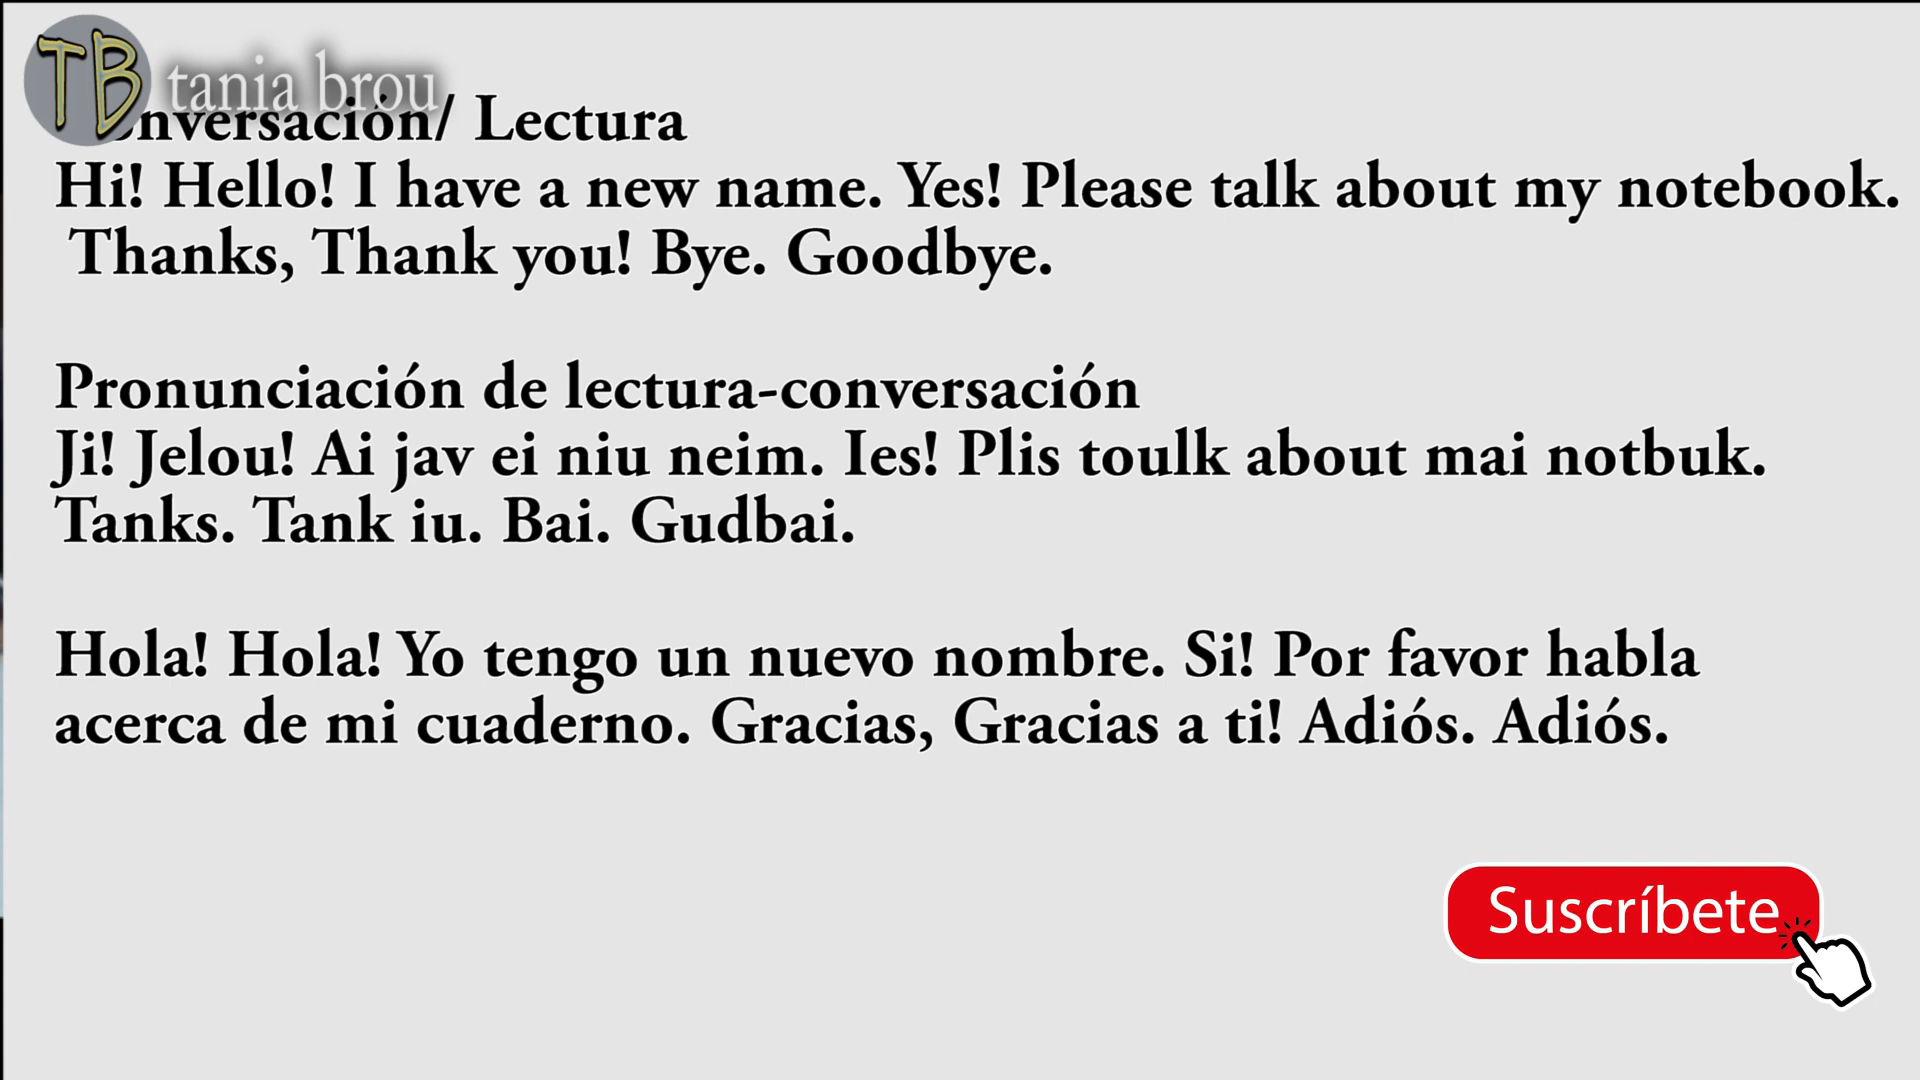 TB tania brou
Conversación/ Lectura
Hi! Hello! I have a new name. Yes! Please talk about my notebook.
Thanks, Thank you! Bye. Goodbye.
Pronunciación de lectura-conversación
Ji! Jelou! Ai jav ei niu neim. Ies! Plis toulk about mai notbuk.
Tanks. Tank iu. Bai. Gudbai.
Hola! Hola! Yo tengo un nuevo nombre. Si! Por favor habla
acerca de mi cuaderno. Gracias, Gracias a ti! Adiós. Adiós.
Suscríbete